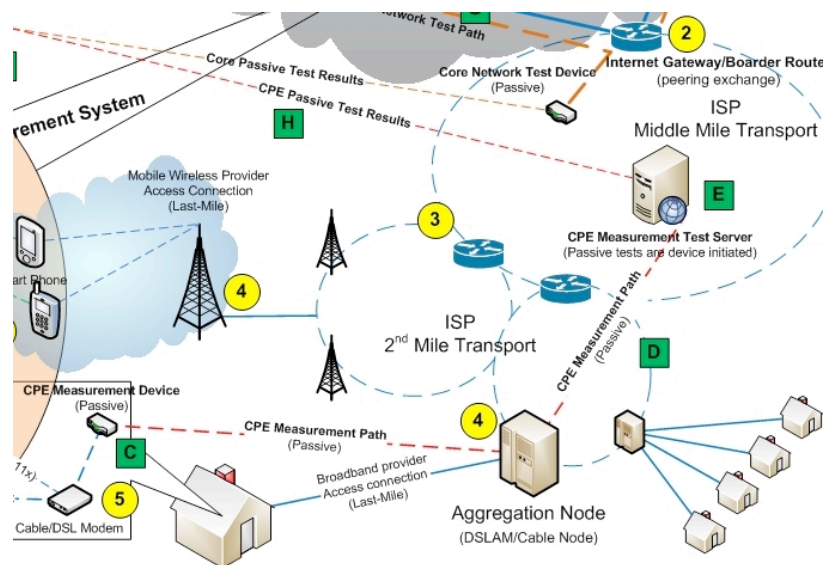 etwork Test Path
2
Core Passive Test Results
CPE Passive Test Results
Core Network Test Device
(Passive)
Internet Gateway/Boarder Route
(peering exchange)
ISP
Middle Mile Transport
urement System
H
Mobile Wireless Provider
Access Connection
(Last-Mile)
E
CPE Measurement Test Server
(Passive tests are device initiated)
3
art Phone
4
ISP
2nd Mile Transport
CPE Measurement Path
(Passive)
D
CPE Measurement Device
(Passive)
C
CPE Measurement Path
(Passive)
4
11x)
5
Cable/DSL Modem
Broadband provider
Access connection
(Last-Mile)
Aggregation Node
(DSLAM/Cable Node)